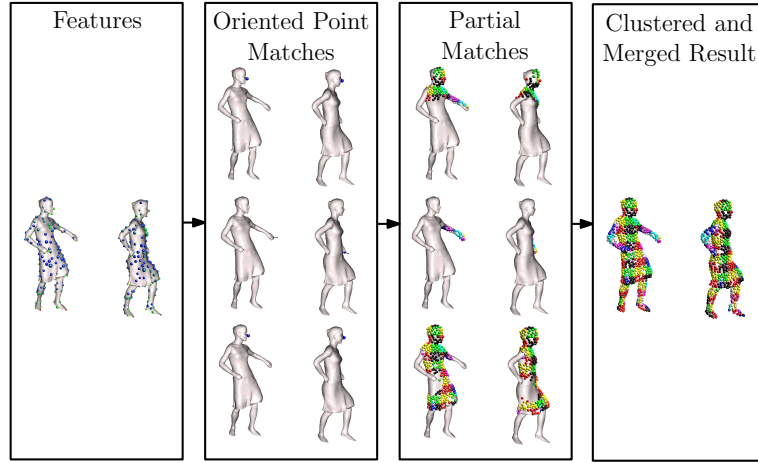 Features
Oriented Point
Matches
Partial
Matches
Clustered and
Merged Result